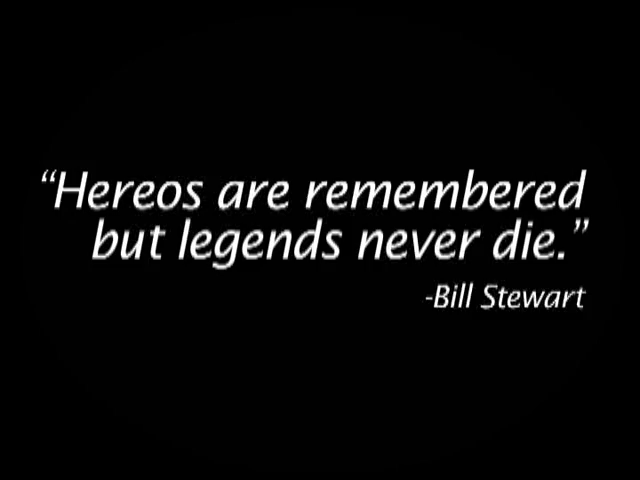 “Hereos are remembered
but legends never die.”
-Bill Stewart